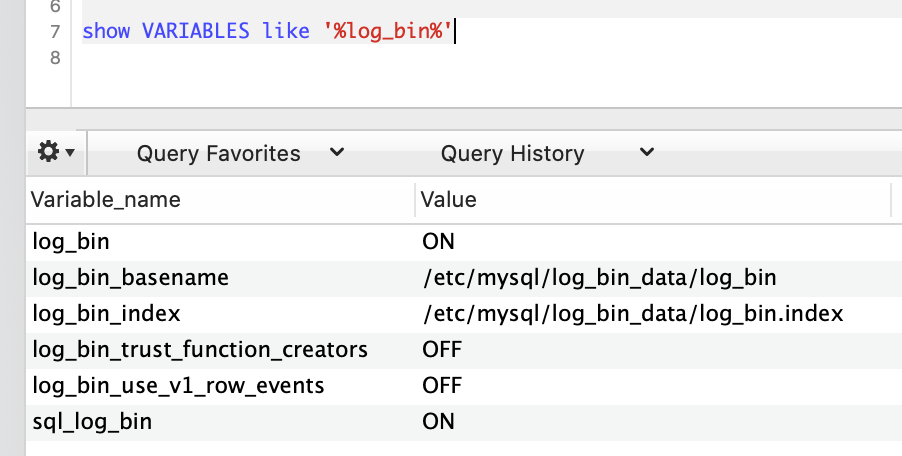 6
7 show VARIABLES like '%log_bin%'
8
Query Favorites Query History
Variable_name Value
log_bin ON
log_bin_basename /etc/mysql/log_bin_data/log_bin
log_bin_index /etc/mysql/log_bin_data/log_bin.index
log_bin_trust_function_creators OFF
log_bin_use_v1_row_events OFF
sql_log_bin ON